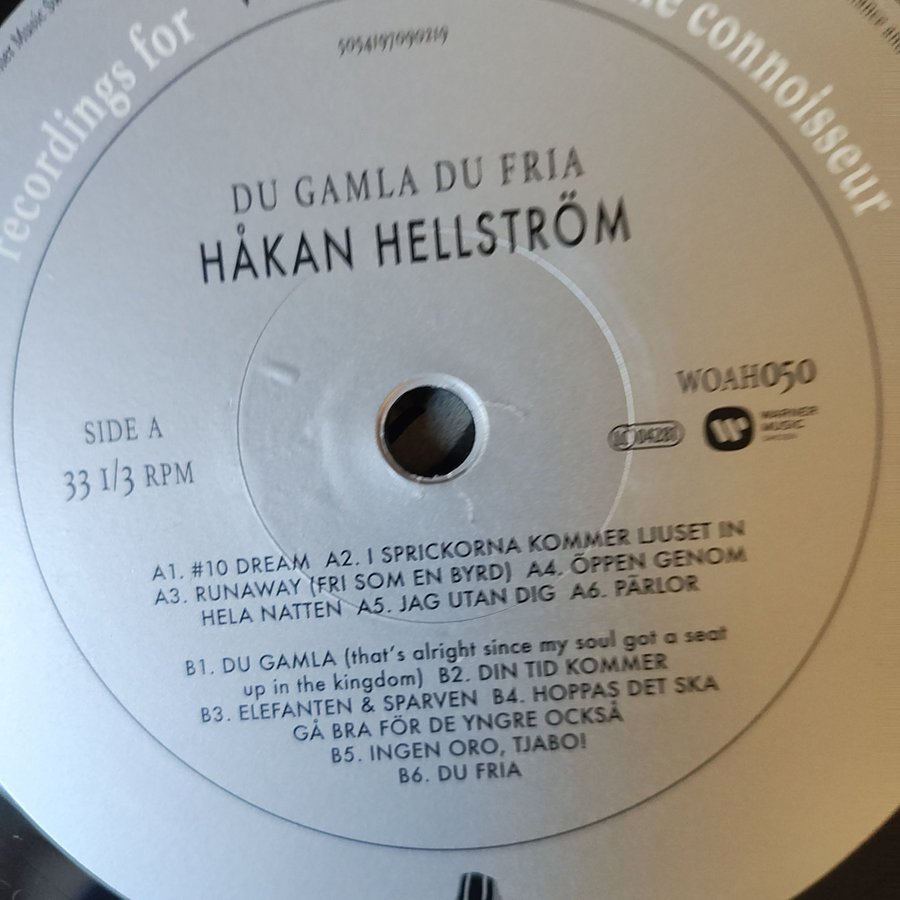 recordings for
connoisseur
5054197090219
DU GAMLA DU FRIA
HÅKAN HELLSTRÖM
WOAH050
SIDE A
33 1/3 RPM
WARNER
MUSIC
A1. #10 DREAM A2. I SPRICKORNA KOMMER LJUSET IN
A3. RUNAWAY (FRI SOM EN BYRD) A4. ÖPPEN GENOM
HELA NATTEN A5. JAG UTAN DIG A6. PÄRLOR
B1. DU GAMLA (that's alright since my soul got a seat
up in the kingdom) B2. DIN TID KOMMER
B3. ELEFANTEN & SPARVEN B4. HOPPAS DET SKA
GÅ BRA FÖR DE YNGRE OCKSÅ
B5. INGEN ORO, TJABO!
B6. DU FRIA